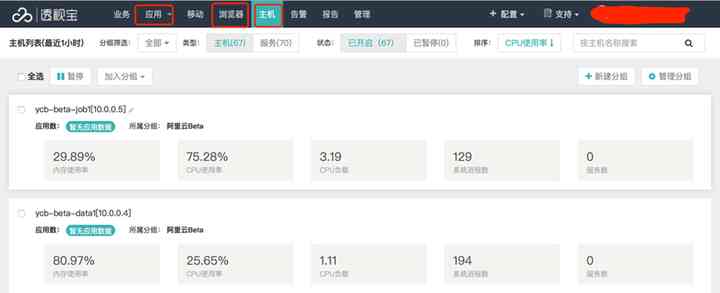 透视宝 业务 应用 移动 浏览器 主机 告警 报告 管理 配置 支持
主机列表(最近1小时) 分组筛选: 全部 类型: 主机(67) 服务(70) 状态: 已开启(67) 已暂停(0) 排序: CPU使用率↓ 按主机名称搜索
全选 暂停 加入分组 + 新建分组 管理分组
ycb-beta-job1[10.0.0.5]
应用数: 暂无应用数据 所属分组: 阿里云Beta
29.89% 75.28% 3.19 129 0
内存使用率 CPU使用率 CPU负载 系统进程数 服务数
ycb-beta-data1[10.0.0.4]
应用数: 暂无应用数据 所属分组: 阿里云Beta
80.97% 25.65% 1.11 194 0
内存使用率 CPU使用率 CPU负载 系统进程数 服务数